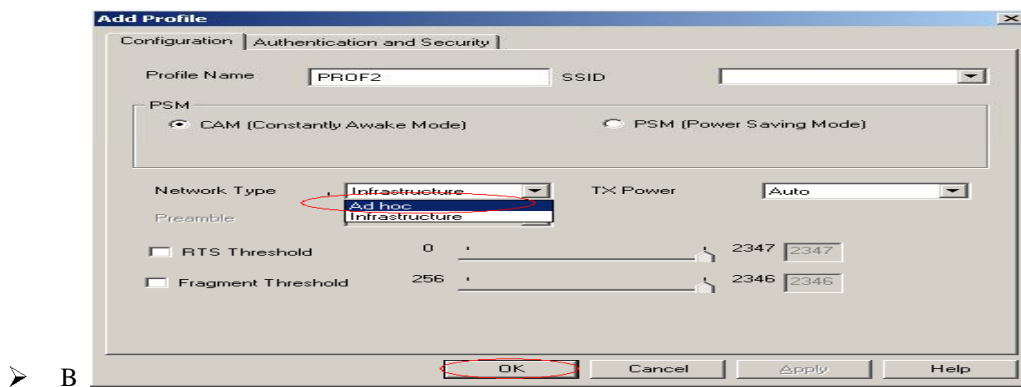 Add Profile
Configuration Authentication and Security
Profile Name PROF2 SSID
PSM
CAM (Constantly Awake Mode) PSM (Power Saving Mode)
Network Type Infrastructure TX Power Auto
Ad hoc
Preamble Infrastructure
RTS Threshold 0 2347 2347
Fragment Threshold 256 2346 2346
➢ B OK Cancel Apply Help